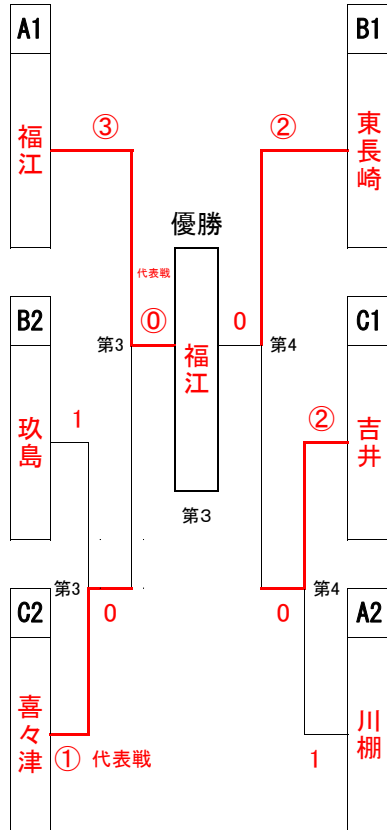 A1
B1
福江
③
②
東長崎
優勝
代表戦
⓪
0
B2
第3
第4
C1
福江
玖島
1
②
吉井
第３
第3
第4
C2
0
0
A2
喜々津
①
代表戦
1
川棚